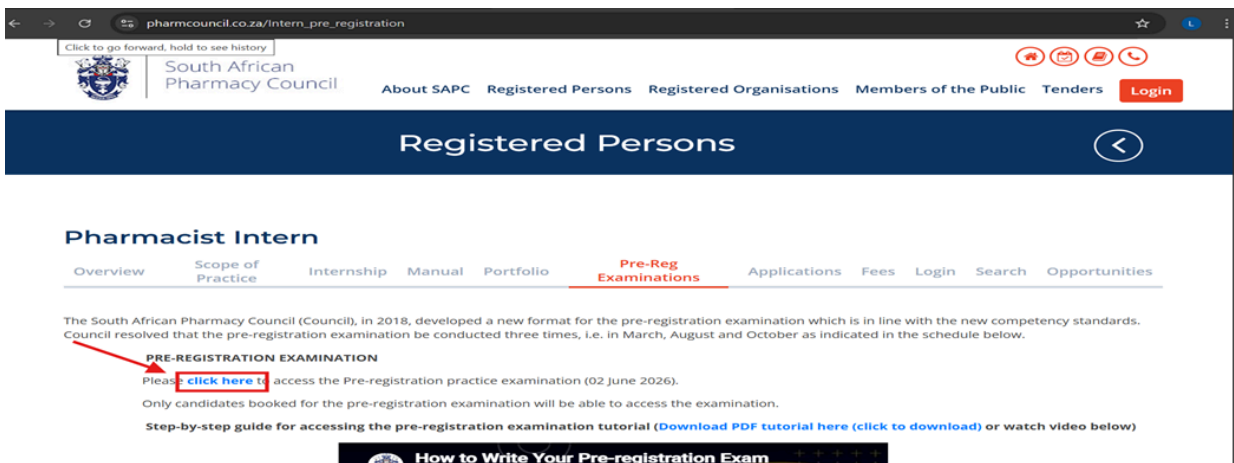 pharmcouncil.co.za/Intern_pre_registration
L
Click to go forward, hold to see history
South African
Pharmacy Council
About SAPC Registered Persons Registered Organisations Members of the Public Tenders Login
Registered Persons
Pharmacist Intern
Overview Scope of Practice Internship Manual Portfolio Pre-Reg Examinations Applications Fees Login Search Opportunities
The South African Pharmacy Council (Council), in 2018, developed a new format for the pre-registration examination which is in line with the new competency standards.
Council resolved that the pre-registration examination be conducted three times, i.e. in March, August and October as indicated in the schedule below.
PRE-REGISTRATION EXAMINATION
Please click here to access the Pre-registration practice examination (02 June 2026).
Only candidates booked for the pre-registration examination will be able to access the examination.
Step-by-step guide for accessing the pre-registration examination tutorial (Download PDF tutorial here (click to download) or watch video below)
How to Write Your Pre-registration Exam